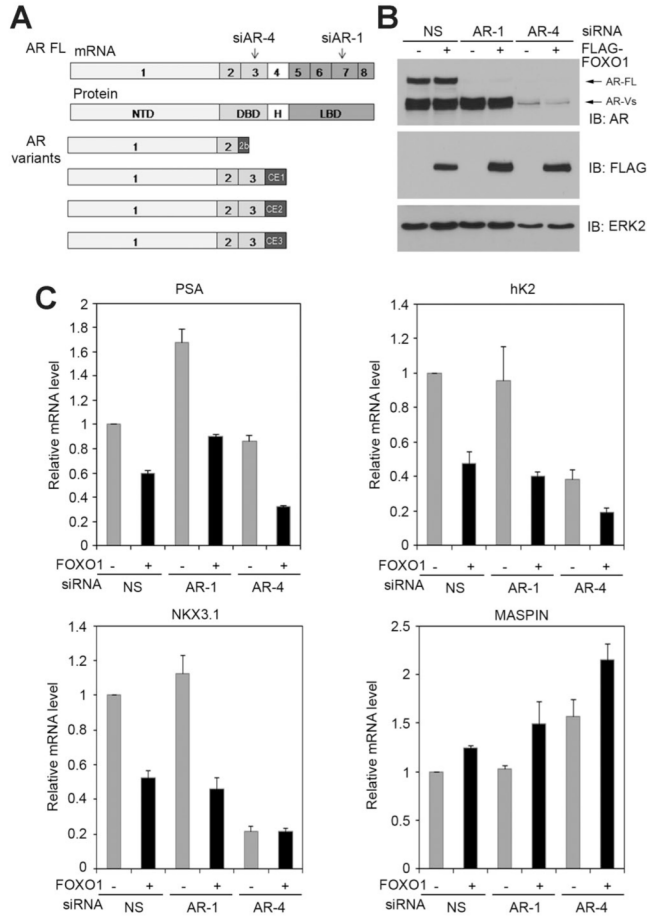 A
siAR-4 siAR-1
AR FL mRNA
1 2 3 4 5 6 7 8
Protein
NTD DBD H LBD
AR variants
1 2 2b
1 2 3 CE1
1 2 3 CE2
1 2 3 CE3
B
NS AR-1 AR-4 siRNA
- + - + - + FLAG-FOXO1
AR-FL
AR-Vs
IB: AR
IB: FLAG
IB: ERK2
C
PSA
Relative mRNA level
2
1.8
1.6
1.4
1.2
1
0.8
0.6
0.4
0.2
0
FOXO1 - + - + - +
siRNA NS AR-1 AR-4
hK2
Relative mRNA level
1.4
1.2
1
0.8
0.6
0.4
0.2
0
FOXO1 - + - + - +
siRNA NS AR-1 AR-4
NKX3.1
Relative mRNA level
1.4
1.2
1
0.8
0.6
0.4
0.2
0
FOXO1 - + - + - +
siRNA NS AR-1 AR-4
MASPIN
Relative mRNA level
2.5
2
1.5
1
0.5
0
FOXO1 - + - + - +
siRNA NS AR-1 AR-4